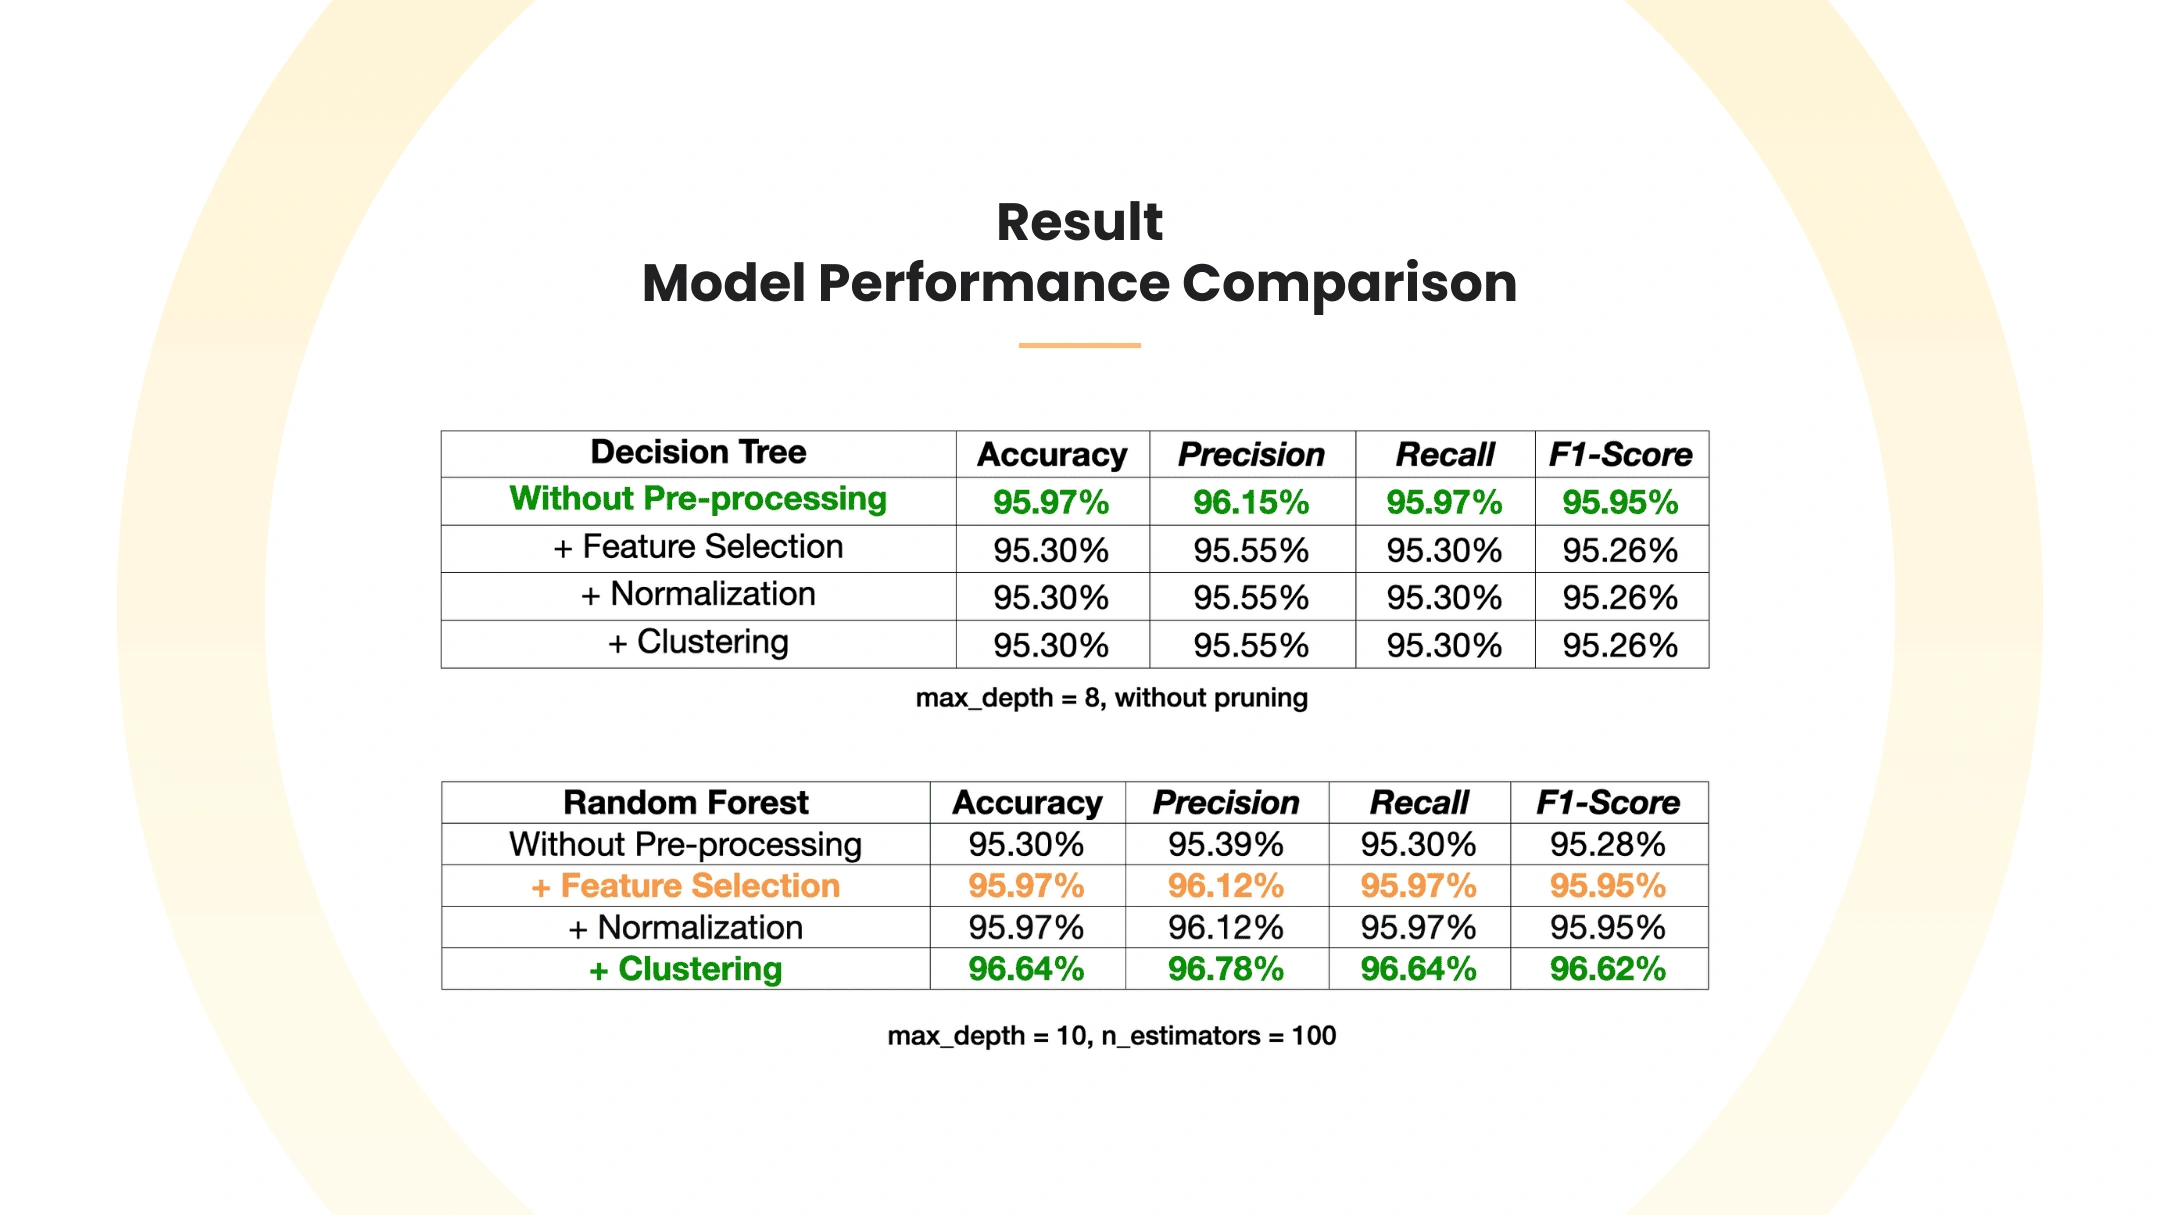 Result
Model Performance Comparison
Decision Tree Accuracy Precision Recall F1-Score
Without Pre-processing 95.97% 96.15% 95.97% 95.95%
+ Feature Selection 95.30% 95.55% 95.30% 95.26%
+ Normalization 95.30% 95.55% 95.30% 95.26%
+ Clustering 95.30% 95.55% 95.30% 95.26%
max_depth = 8, without pruning
Random Forest Accuracy Precision Recall F1-Score
Without Pre-processing 95.30% 95.39% 95.30% 95.28%
+ Feature Selection 95.97% 96.12% 95.97% 95.95%
+ Normalization 95.97% 96.12% 95.97% 95.95%
+ Clustering 96.64% 96.78% 96.64% 96.62%
max_depth = 10, n_estimators = 100